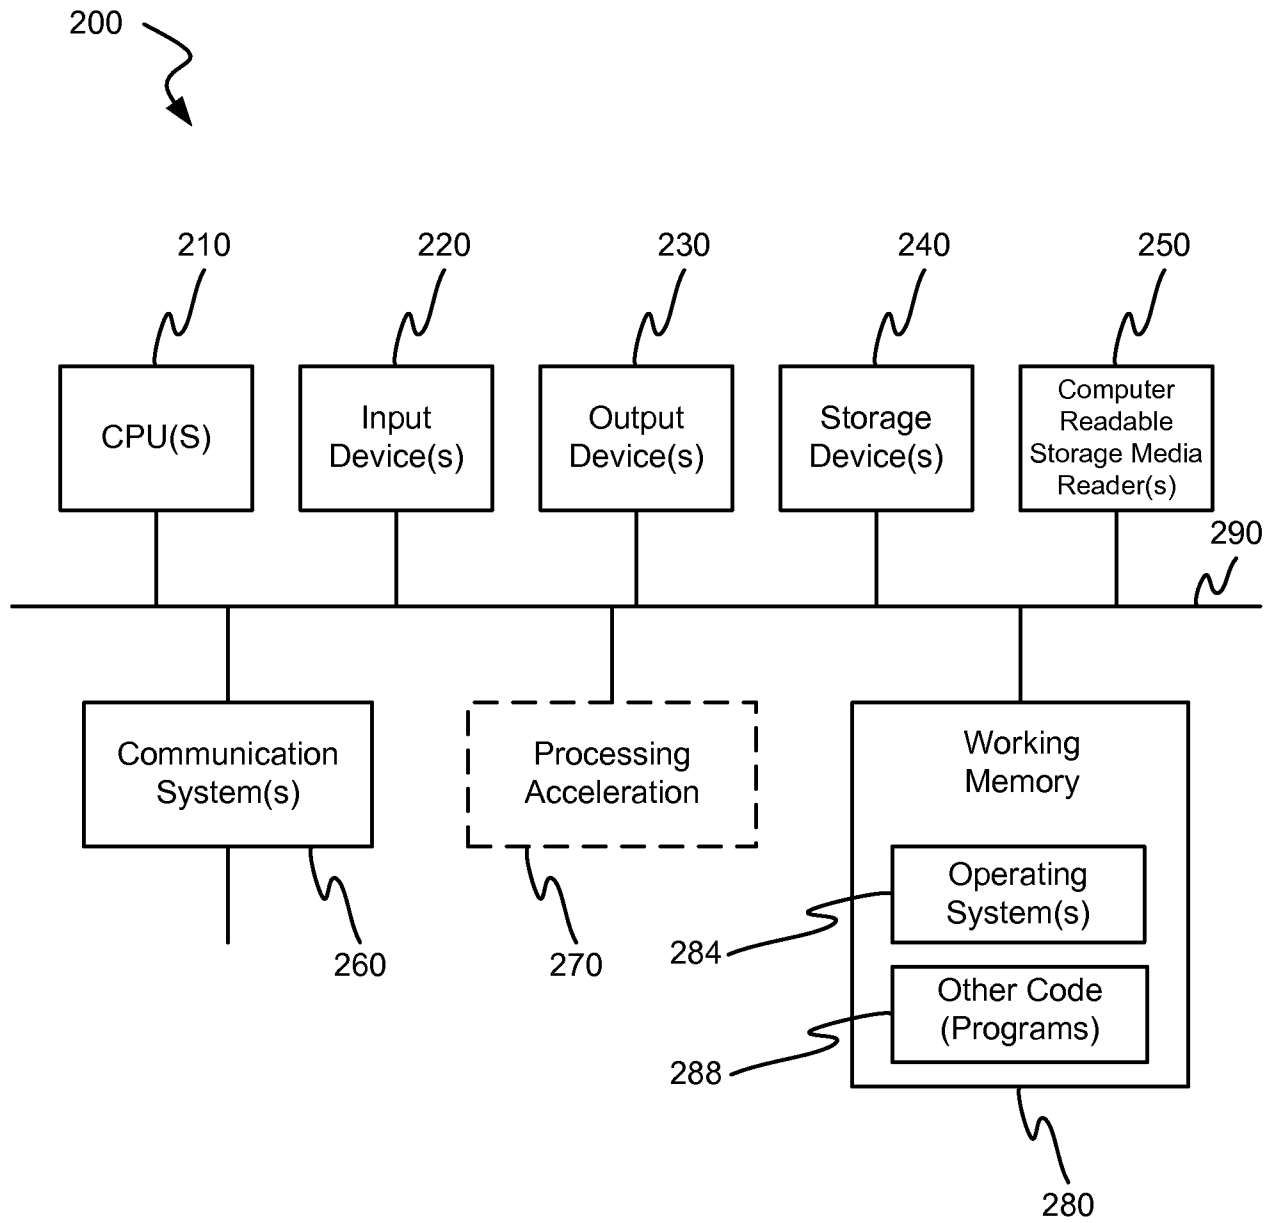 200
210
220
230
240
250
CPU(S)
Input
Device(s)
Output
Device(s)
Storage
Device(s)
Computer
Readable
Storage Media
Reader(s)
290
Communication
System(s)
Processing
Acceleration
Working
Memory
Operating
System(s)
284
260
270
Other Code
(Programs)
288
280